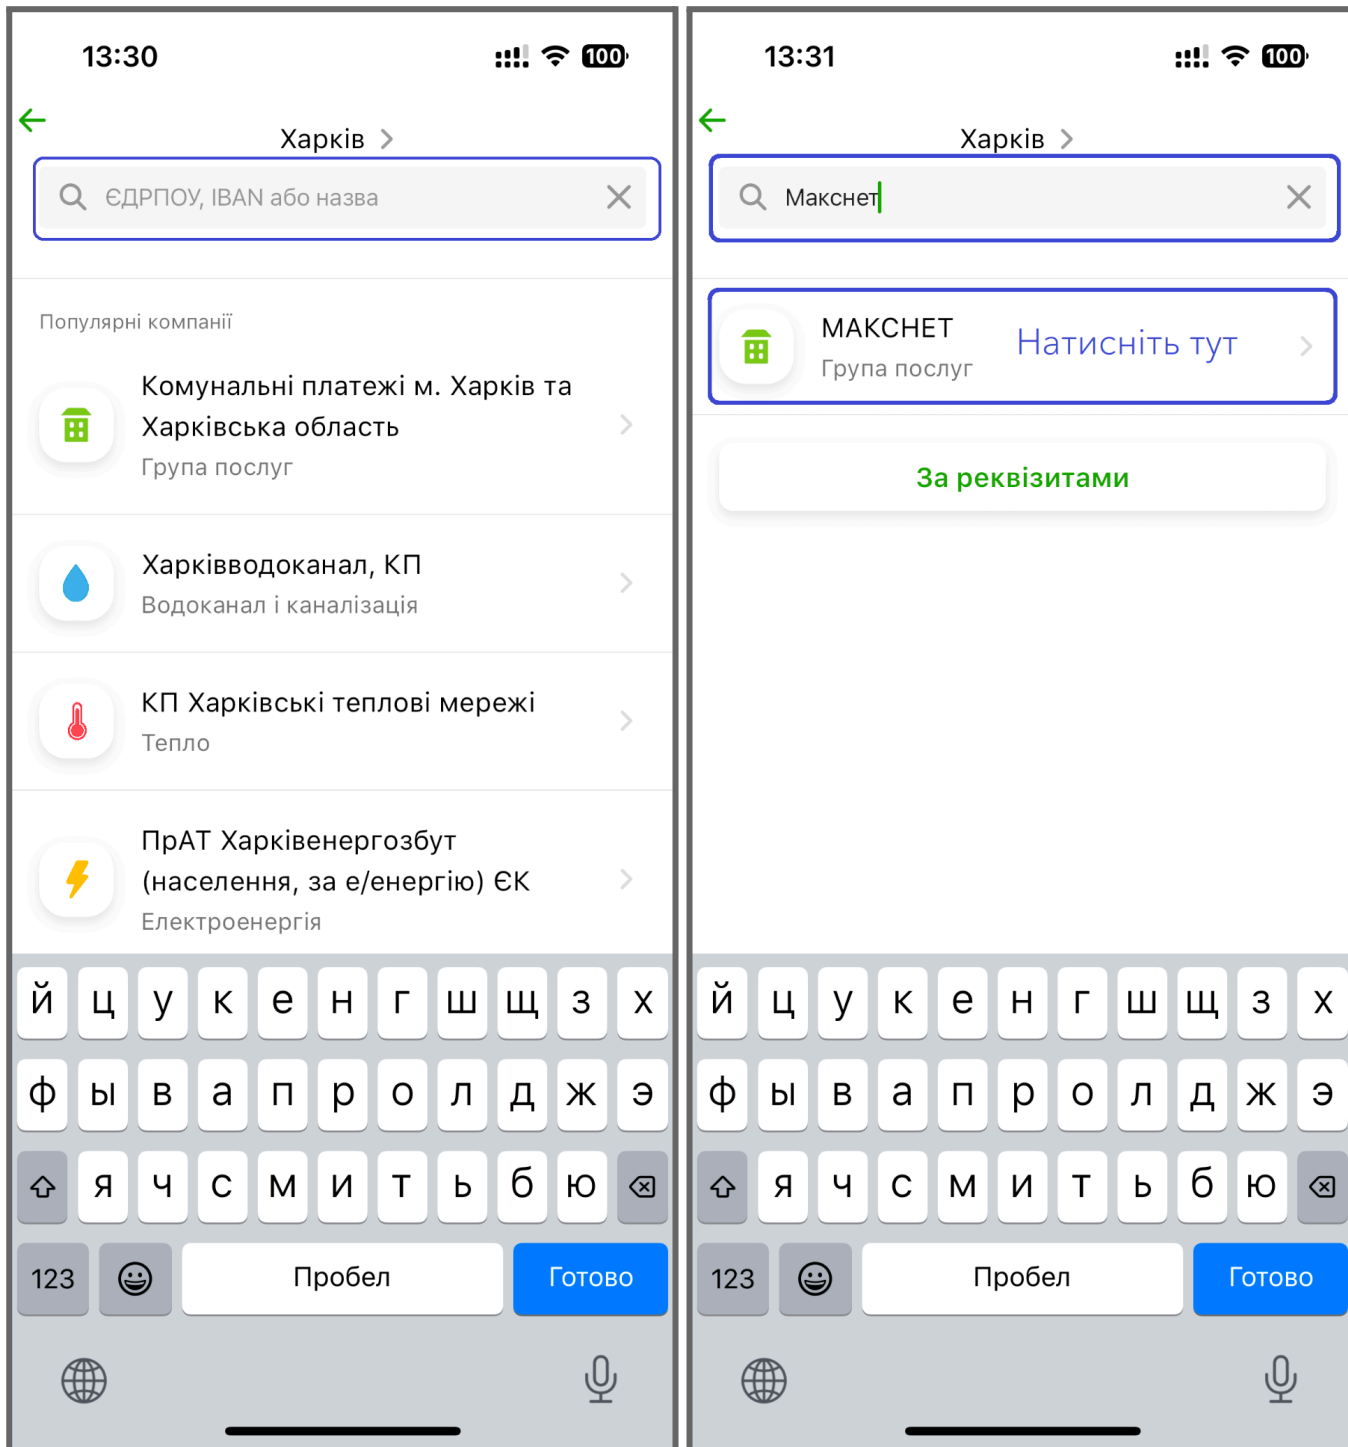 13:30
100
Харків
ЄДРПОУ, IBAN або назва
Популярні компанії
Комунальні платежі м. Харків та
Харківська область
Група послуг
Харківводоканал, КП
Водоканал і каналізація
КП Харківські теплові мережі
Тепло
ПрАТ Харківенергозбут
(населення, за е/енергію) ЄК
Електроенергія
й ц у к е н г ш щ з х
ф ы в а п р о л д ж э
я ч с м и т ь б ю
123 Пробел Готово
13:31
100
Харків
Макснет
МАКСНЕТ
Група послуг
Натисніть тут
За реквізитами
й ц у к е н г ш щ з х
ф ы в а п р о л д ж э
я ч с м и т ь б ю
123 Пробел Готово